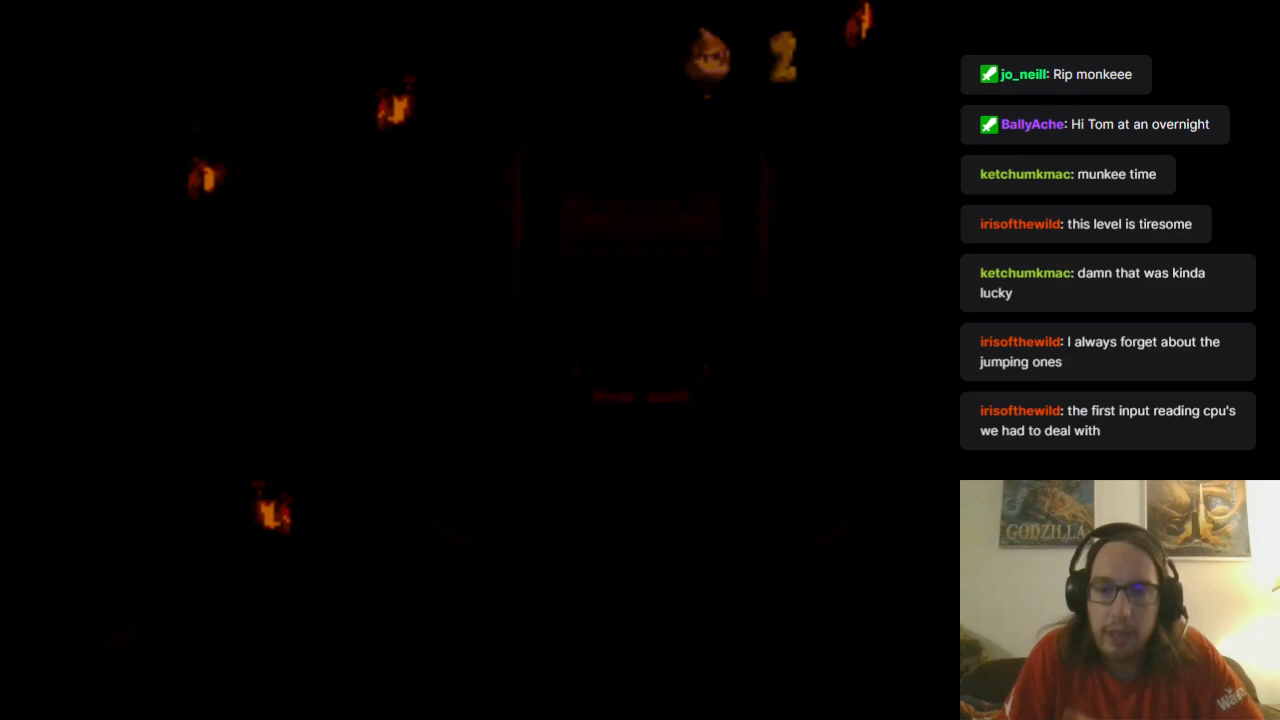 2
jo_neill: Rip monkeee
BallyAche: Hi Tom at an overnight
ketchumkmac: munkee time
irisofthewild: this level is tiresome
ketchumkmac: damn that was kinda
lucky
irisofthewild: I always forget about the
jumping ones
irisofthewild: the first input reading cpu's
we had to deal with
GODZILLA